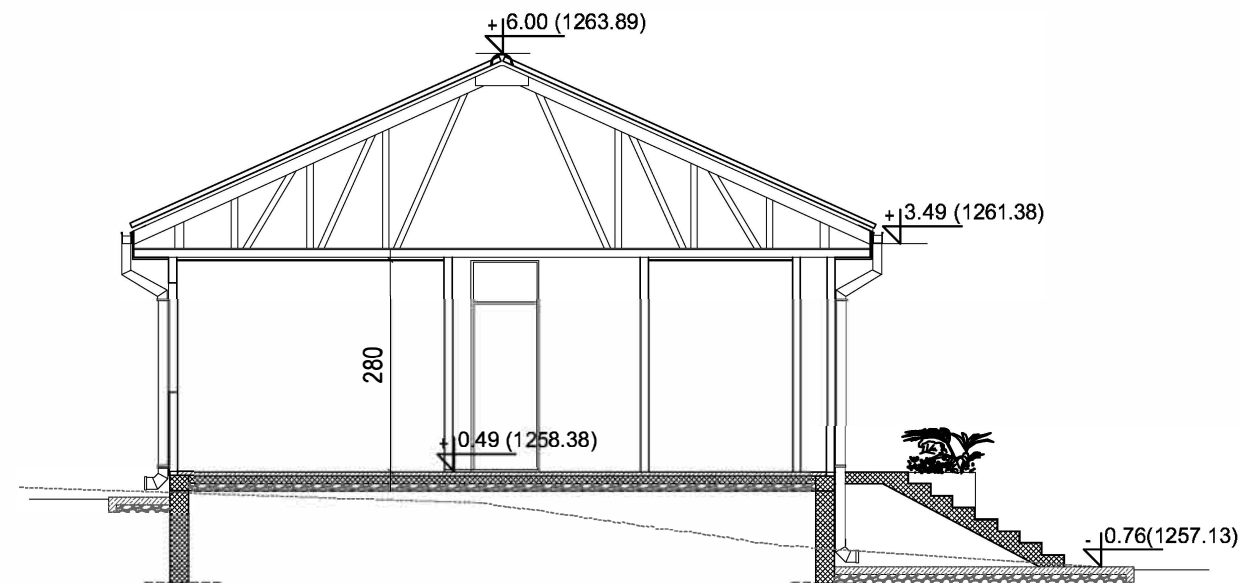 + 6.00 (1263.89)
+ 3.49 (1261.38)
280
+ 0.49 (1258.38)
- 0.76(1257.13)